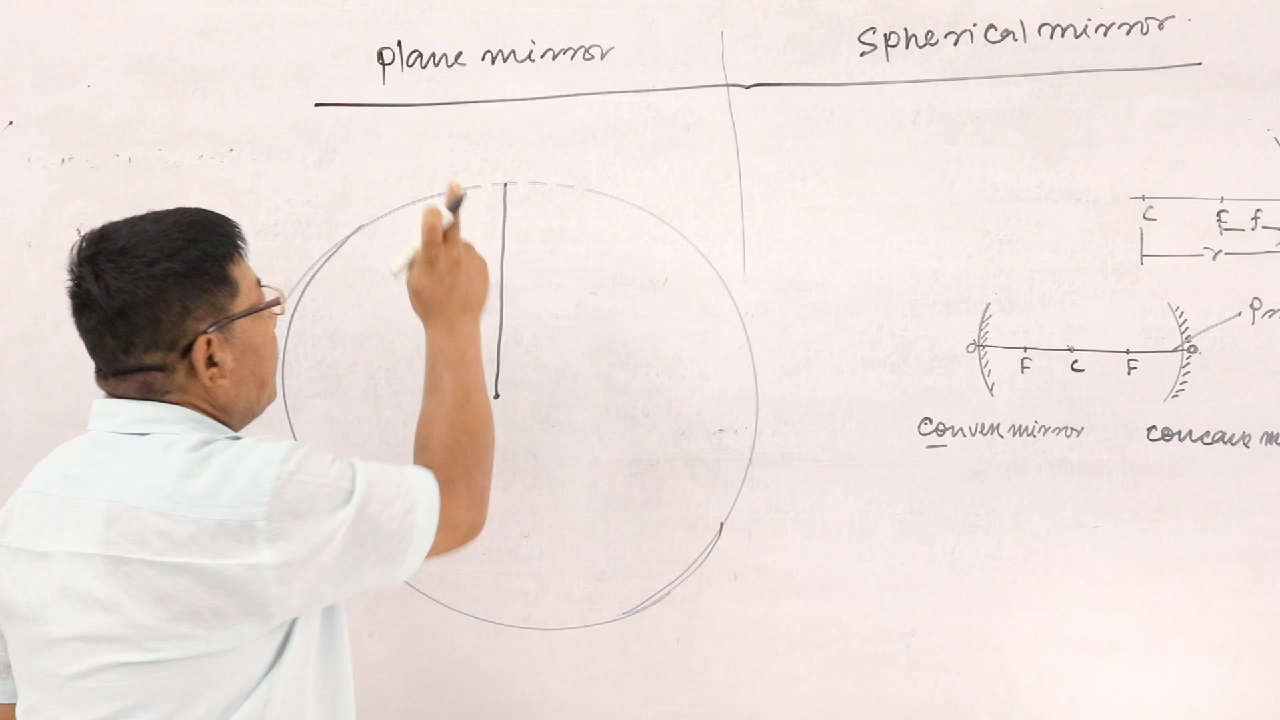 plane mirror
Spherical mirror
C F f
r
O F C F O
convex mirror
concave m